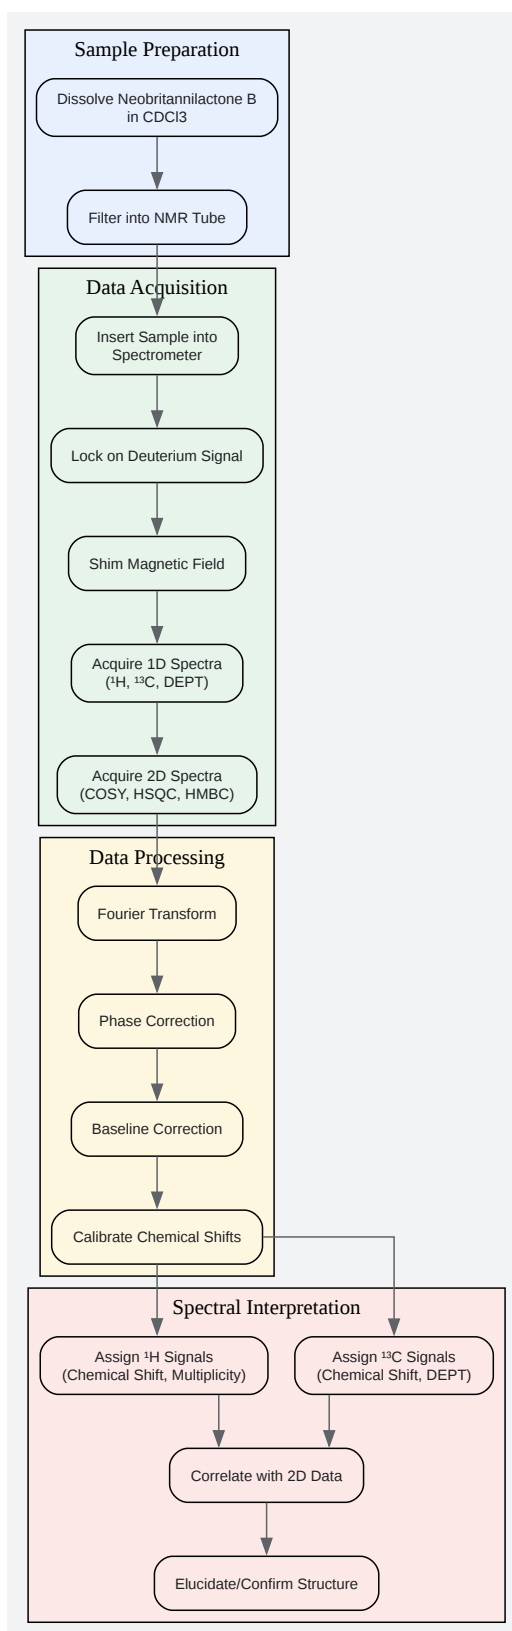 Sample Preparation
Dissolve Neobritannilactone B
in CDCl3
Filter into NMR Tube
Data Acquisition
Insert Sample into
Spectrometer
Lock on Deuterium Signal
Shim Magnetic Field
Acquire 1D Spectra
(¹H, ¹³C, DEPT)
Acquire 2D Spectra
(COSY, HSQC, HMBC)
Data Processing
Fourier Transform
Phase Correction
Baseline Correction
Calibrate Chemical Shifts
Spectral Interpretation
Assign ¹H Signals
(Chemical Shift, Multiplicity)
Assign ¹³C Signals
(Chemical Shift, DEPT)
Correlate with 2D Data
Elucidate/Confirm Structure